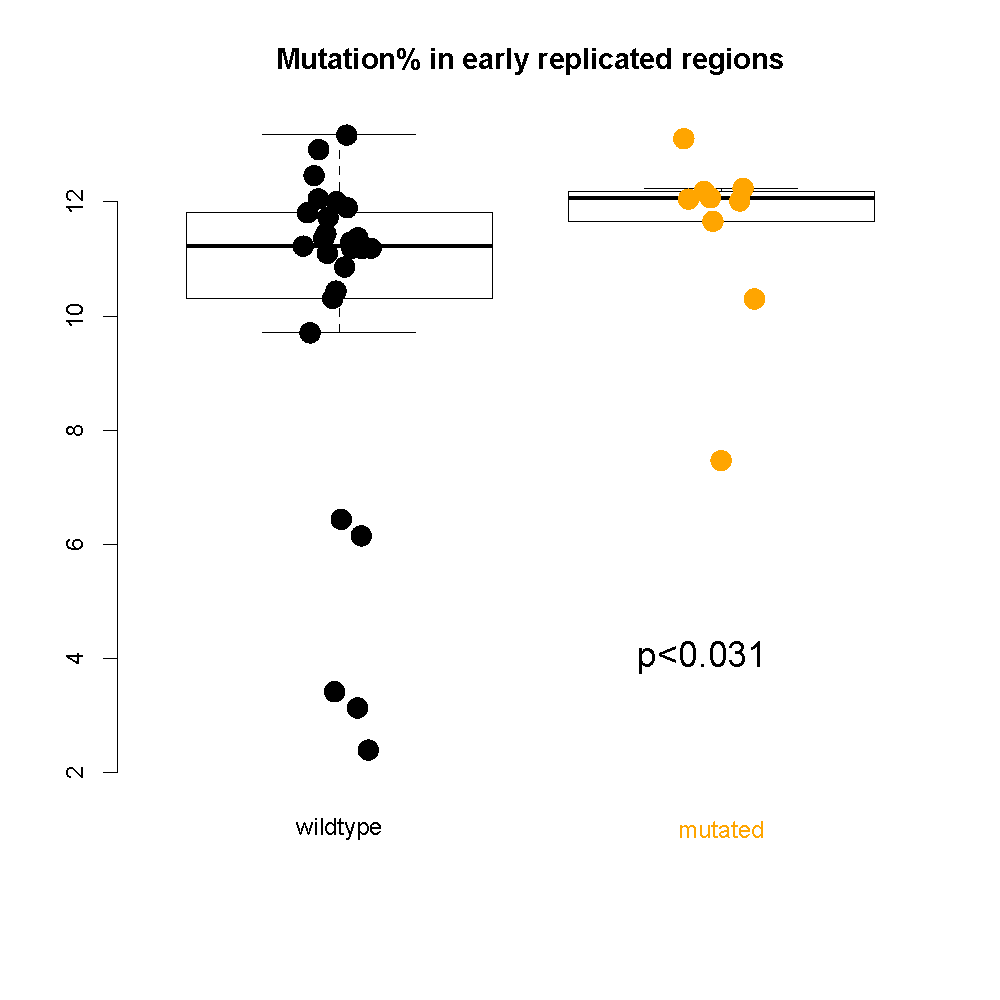 Mutation% in early replicated regions
12
10
8
6
4
2
p<0.031
wildtype
mutated